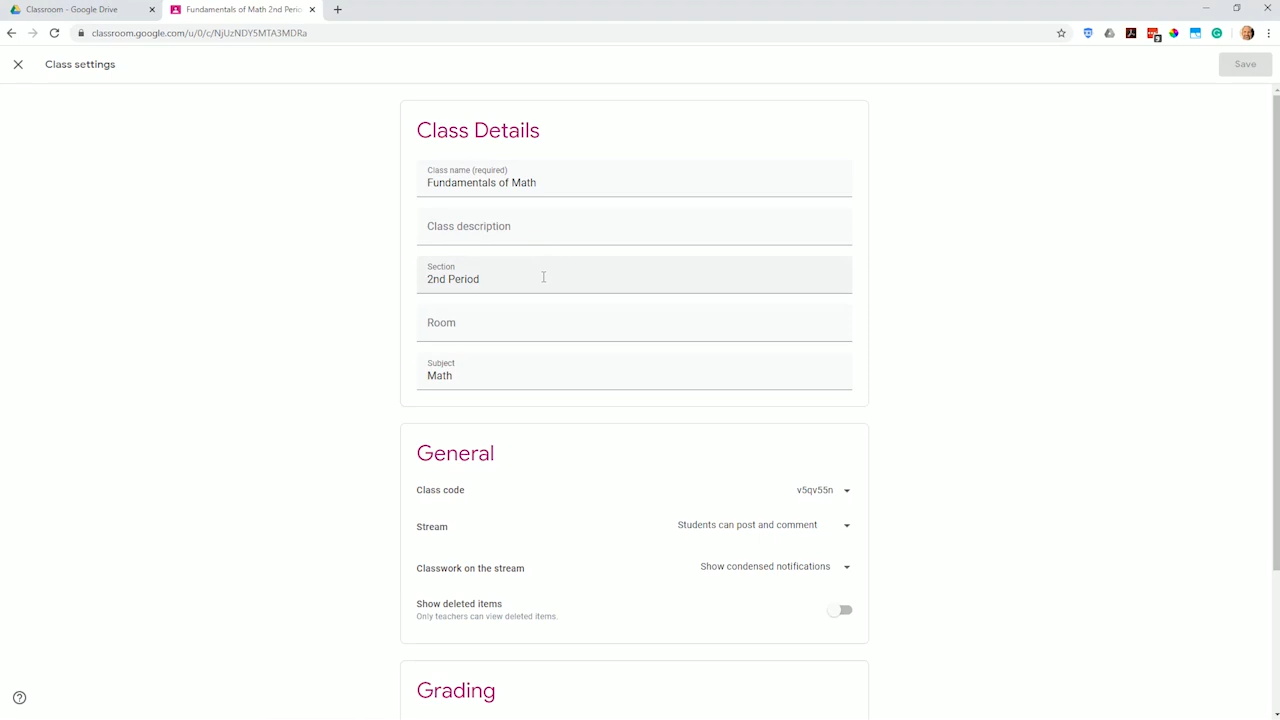 Classroom - Google Drive
Fundamentals of Math 2nd Perio
classroom.google.com/u/0/c/NjUzNDY5MTA3MDRa
Class settings
Save
Class Details
Class name (required)
Fundamentals of Math
Class description
Section
2nd Period
Room
Subject
Math
General
Class code
v5qv55n
Stream
Students can post and comment
Classwork on the stream
Show condensed notifications
Show deleted items
Only teachers can view deleted items.
Grading